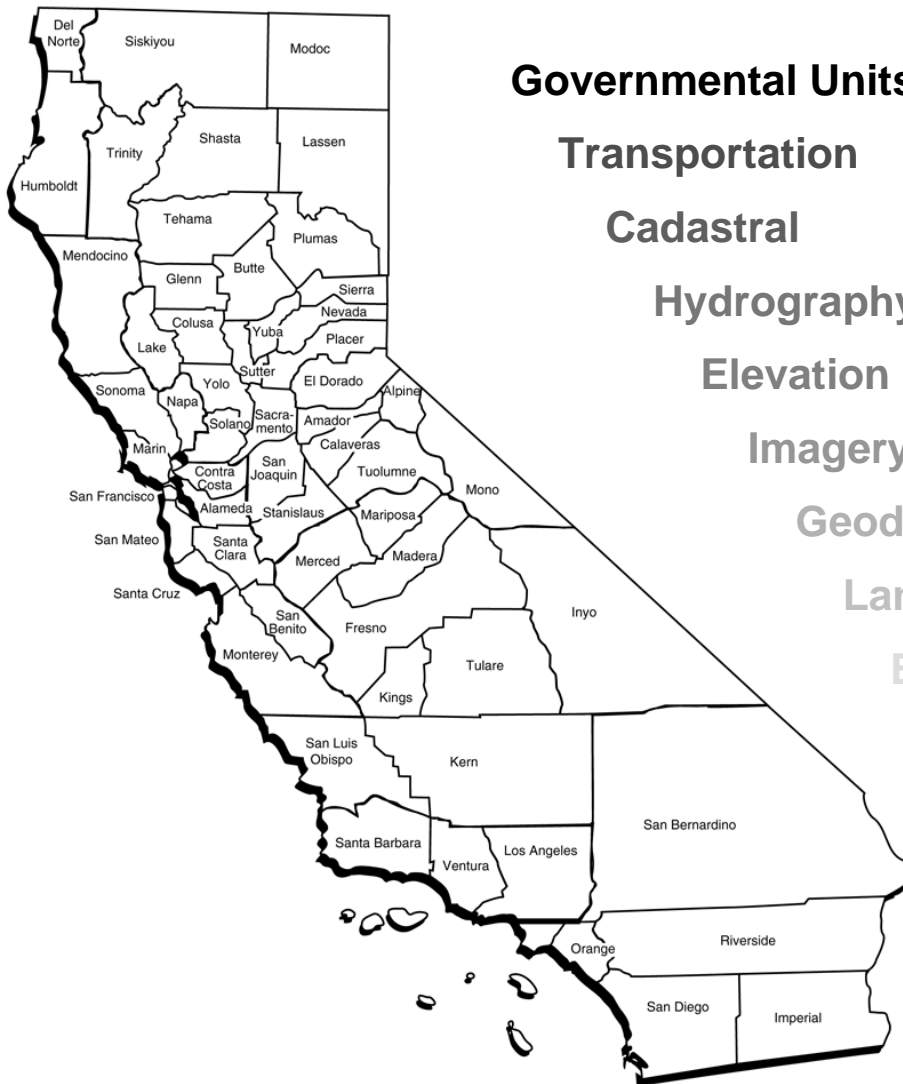 Del
Norte
Siskiyou
Modoc
Governmental Units
Transportation
Cadastral
Hydrography
Elevation
Imagery
Geod
Lan
Shasta
Lassen
Trinity
Humboldt
Tehama
Plumas
Mendocino
Butte
Glenn
Sierra
Nevada
Colusa
Yuba
Placer
Lake
Sutter
El Dorado
Yolo
Sonoma
Napa
Alpine
Sacra-
mento
Amador
Solano
Calaveras
Marin
San
Joaquin
Contra
Costa
Tuolumne
Mono
San Francisco
Alameda
Stanislaus
Mariposa
San Mateo
Santa
Clara
Merced
Madera
Santa Cruz
San
Benito
Fresno
Inyo
Monterey
Tulare
Kings
San Luis
Obispo
Kern
San Bernardino
Santa Barbara
Ventura
Los Angeles
Orange
Riverside
San Diego
Imperial